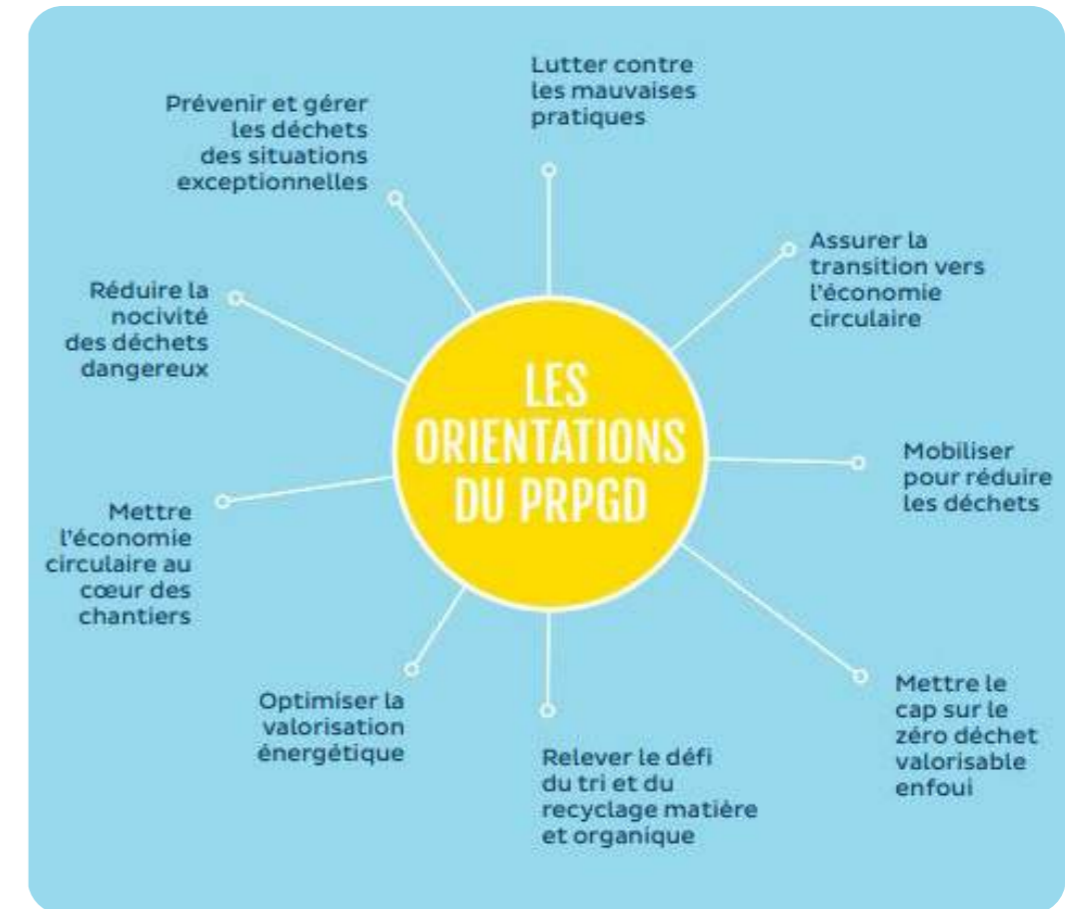 Lutter contre
les mauvaises
pratiques
Prévenir et gérer
les déchets
des situations
exceptionnelles
Assurer la
transition vers
l'économie
circulaire
Réduire la
nocivité
des déchets
dangereux
LES
ORIENTATIONS
DU PRPGD
Mobiliser
pour réduire
les déchets
Mettre
l'économie
circulaire au
cœur des
chantiers
Mettre le
cap sur le
zéro déchet
valorisable
enfoui
Optimiser la
valorisation
énergétique
Relever le défi
du tri et du
recyclage matière
et organique